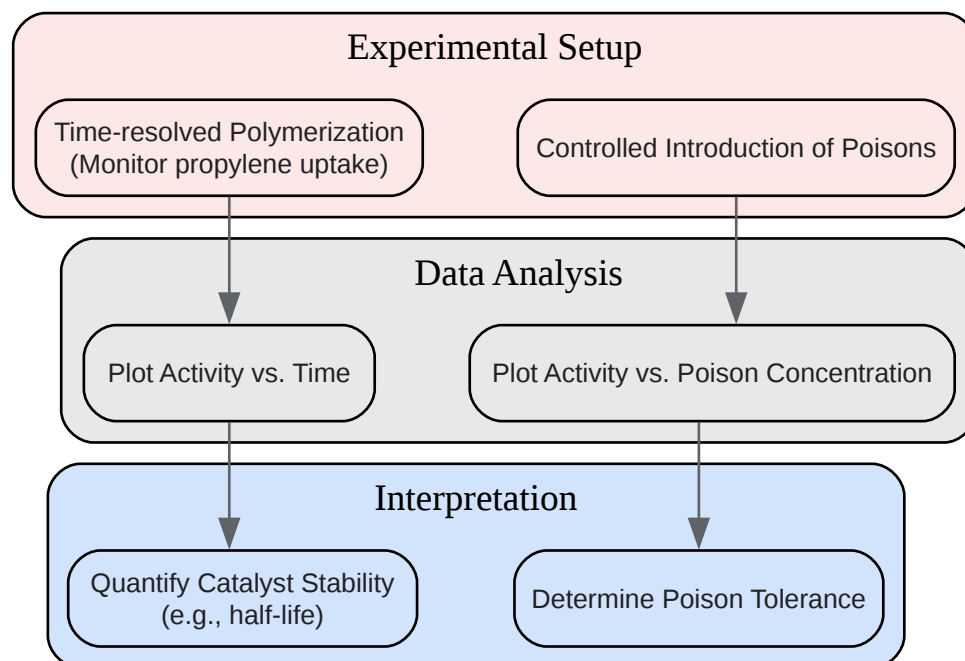 Experimental Setup
Time-resolved Polymerization
(Monitor propylene uptake)
Controlled Introduction of Poisons
Data Analysis
Plot Activity vs. Time
Plot Activity vs. Poison Concentration
Interpretation
Quantify Catalyst Stability
(e.g., half-life)
Determine Poison Tolerance